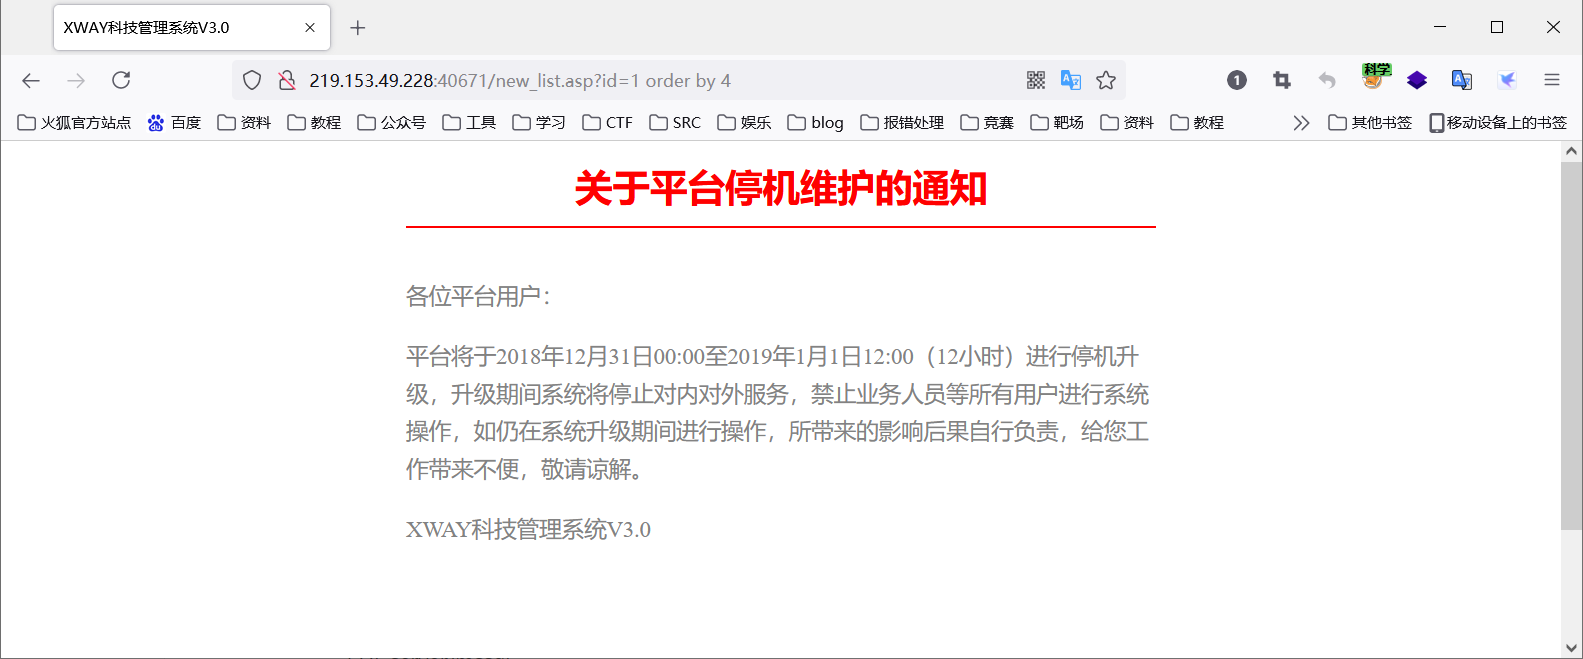 XWAY科技管理系统V3.0
219.153.49.228:40671/new_list.asp?id=1 order by 4
1
科学
火狐官方站点 百度 资料 教程 公众号 工具 学习 CTF SRC 娱乐 blog 报错处理 竞赛 靶场 资料 教程 其他书签 移动设备上的书签
关于平台停机维护的通知
各位平台用户：
平台将于2018年12月31日00:00至2019年1月1日12:00（12小时）进行停机升
级，升级期间系统将停止对内对外服务，禁止业务人员等所有用户进行系统
操作，如仍在系统升级期间进行操作，所带来的影响后果自行负责，给您工
作带来不便，敬请谅解。
XWAY科技管理系统V3.0